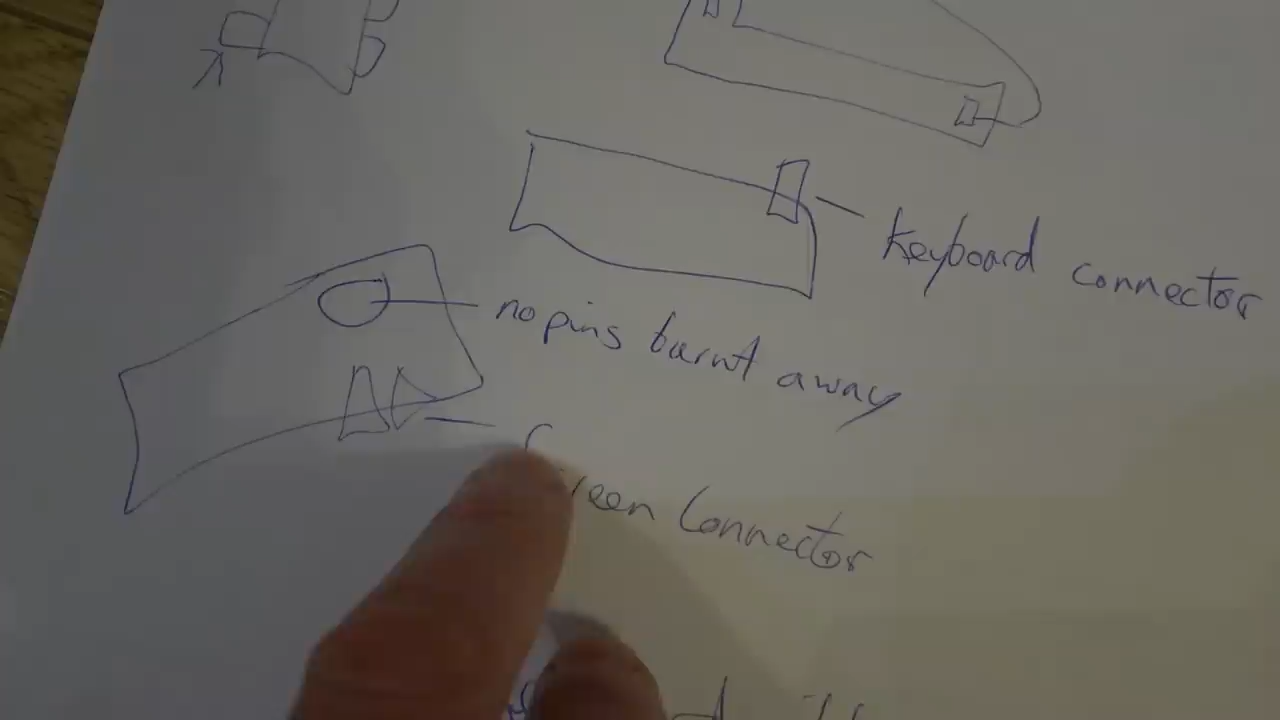 keyboard connector
no pins burnt away
Connector